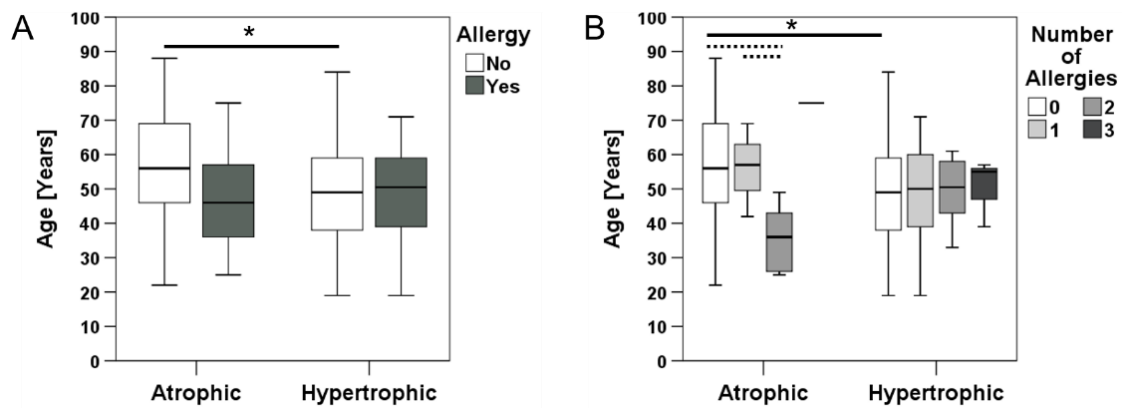 A
Age [Years]
100
90
80
70
60
50
40
30
20
10
0
*
Atrophic
Hypertrophic
Allergy
No
Yes
B
Age [Years]
100
90
80
70
60
50
40
30
20
10
0
*
Atrophic
Hypertrophic
Number
of
Allergies
0 2
1 3